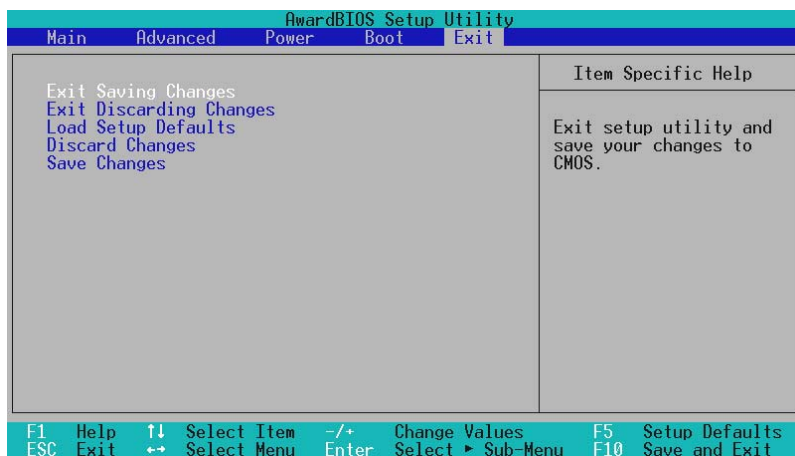 AwardBIOS Setup Utility
Main Advanced Power Boot Exit
Item Specific Help
Exit Saving Changes
Exit Discarding Changes
Load Setup Defaults
Discard Changes
Save Changes
Exit setup utility and
save your changes to
CMOS.
F1 Help ↑↓ Select Item -/+ Change Values F5 Setup Defaults
ESC Exit ←→ Select Menu Enter Select ► Sub-Menu F10 Save and Exit